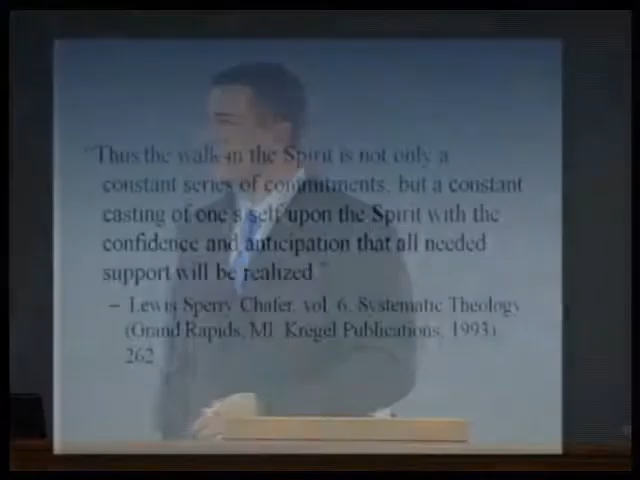 "Thus the walk in the Spirit is not only a
constant series of commitments, but a constant
casting of one's self upon the Spirit with the
confidence and anticipation that all needed
support will be realized."
– Lewis Sperry Chafer, vol. 6, Systematic Theology
(Grand Rapids, MI: Kregel Publications, 1993)
262